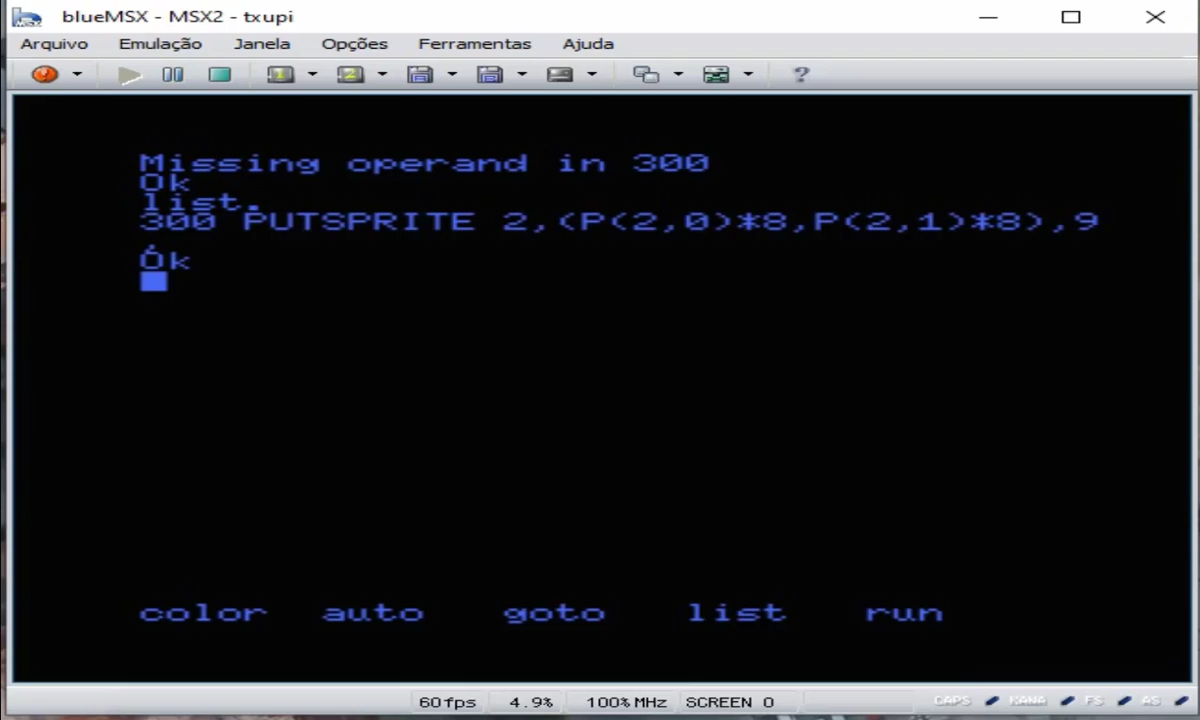 blueMSX - MSX2 - txupi
Arquivo Emulação Janela Opções Ferramentas Ajuda
Missing operand in 300
Ok
list.
300 PUTSPRITE 2,(P(2,0)*8,P(2,1)*8),9
Ok
color auto goto list run
60fps 4.9% 100% MHz SCREEN 0 CAPS KANA FS AS